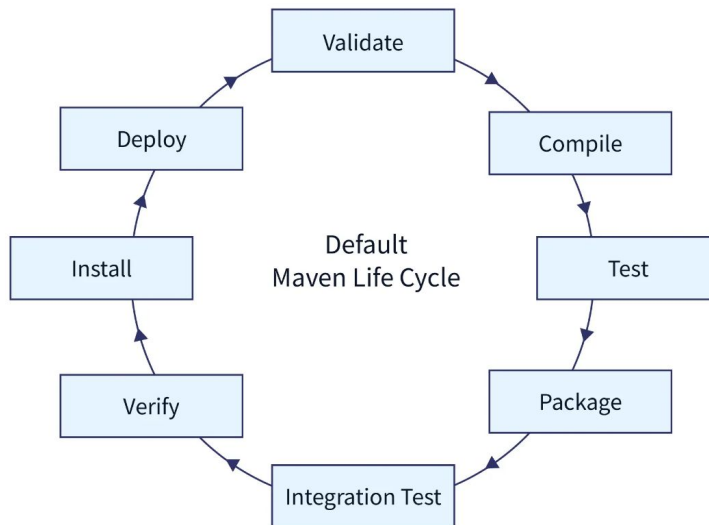 Validate
Compile
Test
Package
Integration Test
Verify
Install
Deploy
Default
Maven Life Cycle